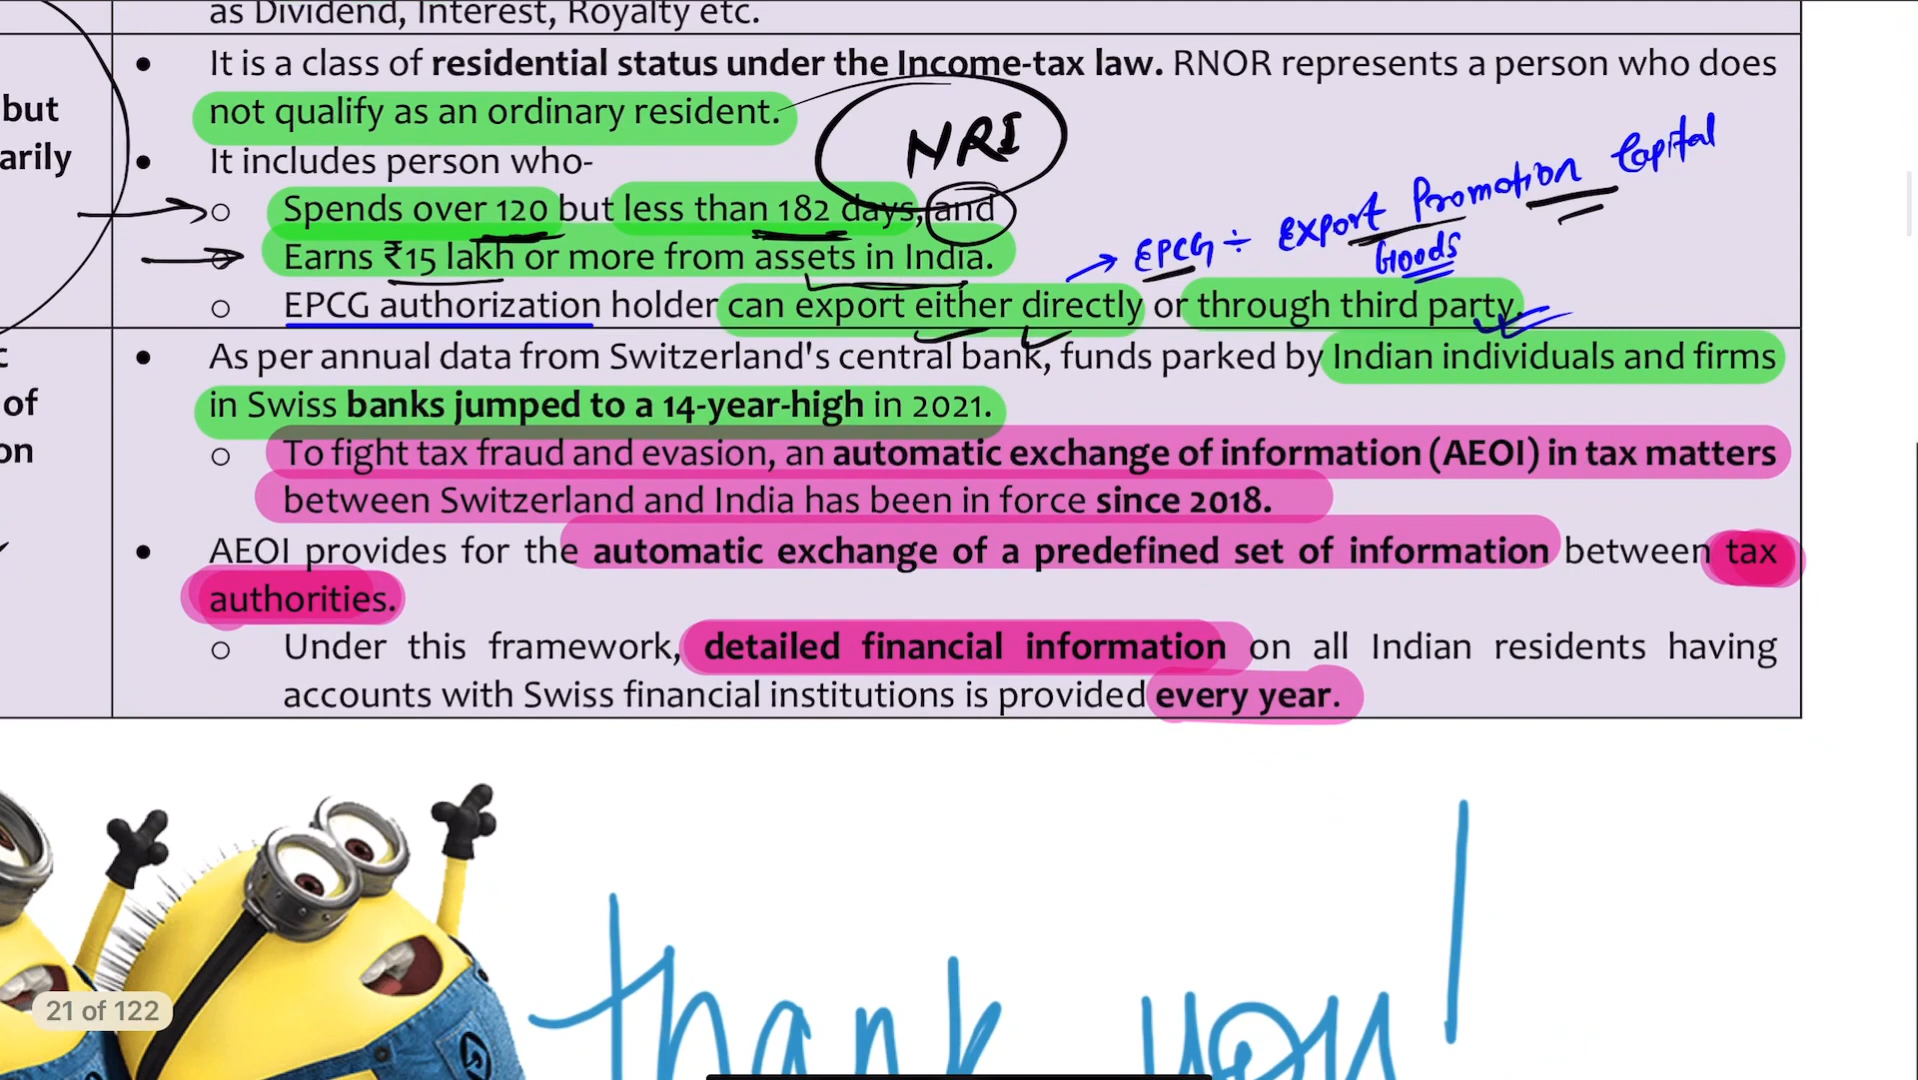 as Dividend, Interest, Royalty etc.
• It is a class of residential status under the Income-tax law. RNOR represents a person who does
but
not qualify as an ordinary resident.
NRI
arily
• It includes person who-
○ Spends over 120 but less than 182 days, and
○ Earns ₹15 lakh or more from assets in India.
→ EPCG ÷ Export Promotion Capital
Goods
○ EPCG authorization holder can export either directly or through third party.
c
• As per annual data from Switzerland's central bank, funds parked by Indian individuals and firms
of
in Swiss banks jumped to a 14-year-high in 2021.
on
○ To fight tax fraud and evasion, an automatic exchange of information (AEOI) in tax matters
between Switzerland and India has been in force since 2018.
• AEOI provides for the automatic exchange of a predefined set of information between tax
authorities.
○ Under this framework, detailed financial information on all Indian residents having
accounts with Swiss financial institutions is provided every year.
21 of 122
thank you!